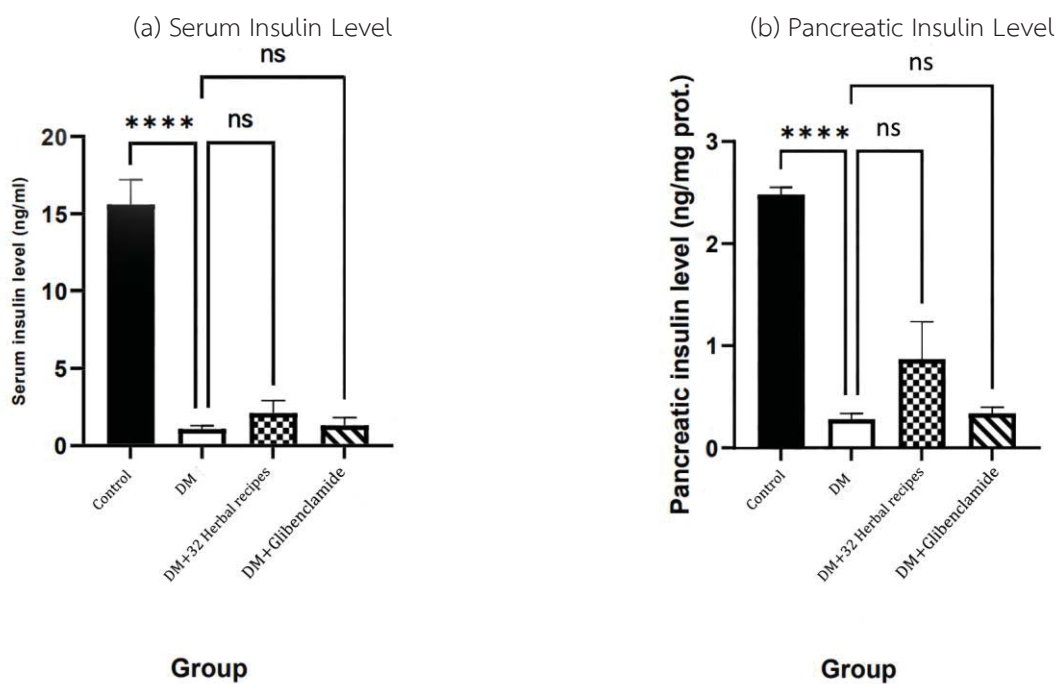 (a) Serum Insulin Level
ns
****
ns
Serum insulin level (ng/ml)
20
15
10
5
0
Control
DM
DM+32 Herbal recipes
DM+Glibenclamide
Group
(b) Pancreatic Insulin Level
ns
****
ns
Pancreatic insulin level (ng/mg prot.)
3
2
1
0
Control
DM
DM+32 Herbal recipes
DM+Glibenclamide
Group